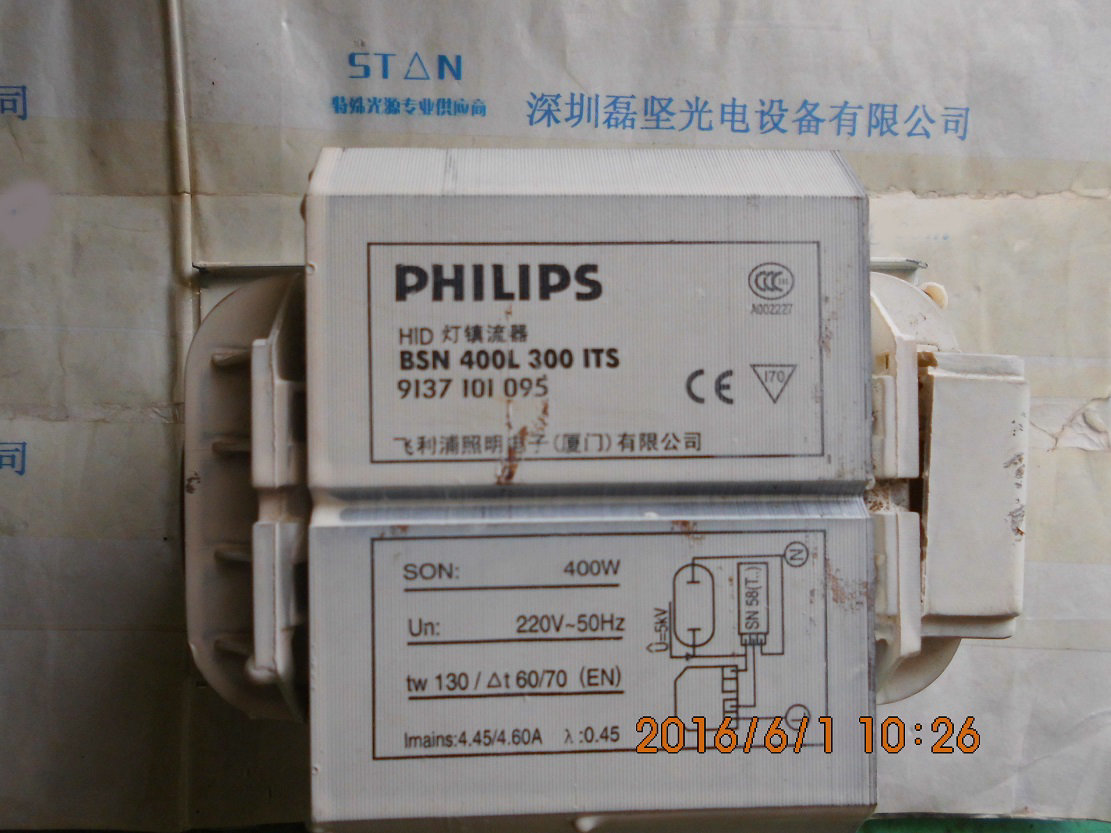 司
STAN
特殊光源专业供应商
深圳磊坚光电设备有限公司
PHILIPS
CCC
A002227
HID 灯镇流器
BSN 400L 300 ITS
9137 101 095
CE
170
飞利浦照明电子(厦门)有限公司
司
SON: 400W
Un: 220V~50Hz
tw 130 / Δt 60/70 (EN)
Imains:4.45/4.60A λ:0.45
N
SN 58(T..)
Û=5kV
L
2016/6/1 10:26